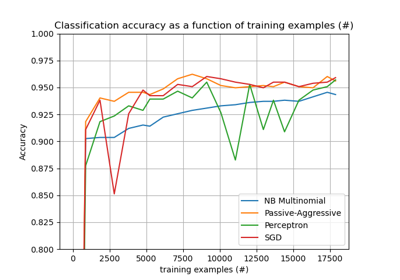 Classification accuracy as a function of training examples (#)
1.000
0.975
0.950
0.925
0.900
0.875
0.850
0.825
0.800
Accuracy
NB Multinomial
Passive-Aggressive
Perceptron
SGD
0 2500 5000 7500 10000 12500 15000 17500
training examples (#)